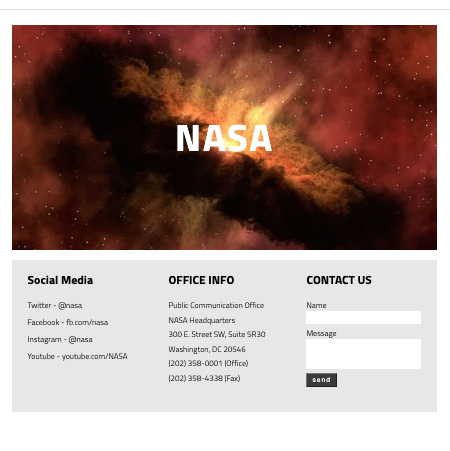 NASA
Social Media
Twitter - @nasa
Facebook - fb.com/nasa
Instagram - @nasa
Youtube - youtube.com/NASA
OFFICE INFO
Public Communication Office
NASA Headquarters
300 E. Street SW, Suite 5R30
Washington, DC 20546
(202) 358-0001 (Office)
(202) 358-4338 (Fax)
CONTACT US
Name
Message
send